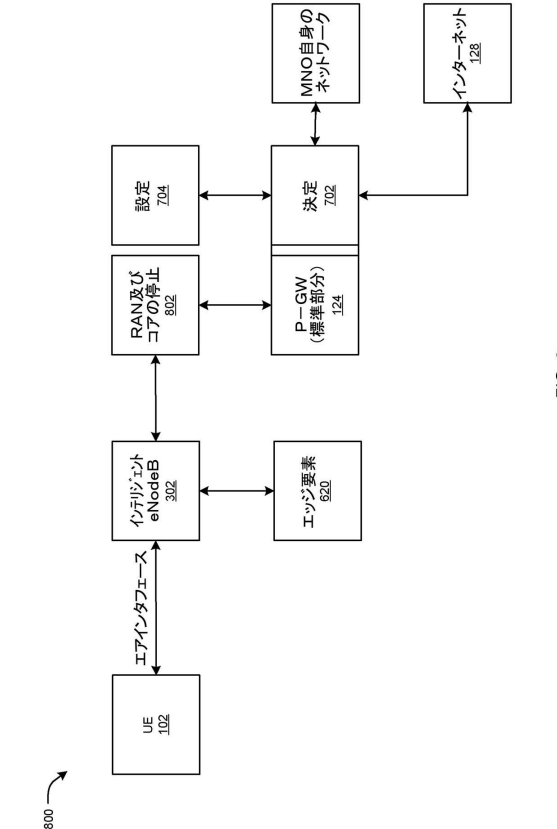 800
UE
102
エアインタフェース
インテリジェント
eNodeB
302
エッジ要素
620
RAN及び
コアの停止
802
P－GW
（標準部分）
124
設定
704
決定
702
MNO自身の
ネットワーク
インターネット
128